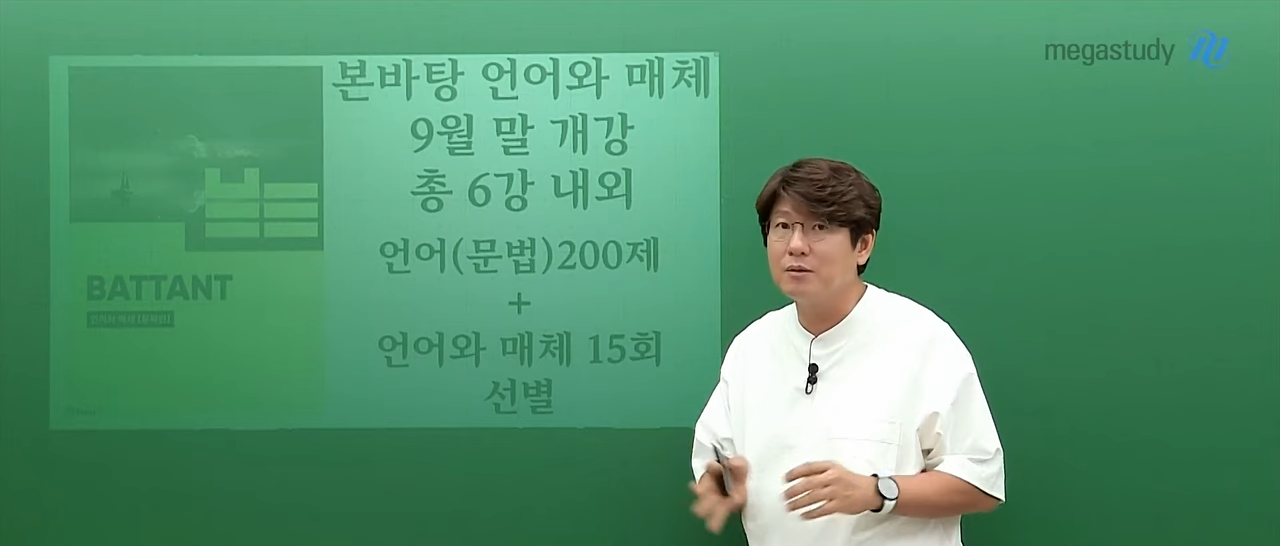 megastudy
본바탕 언어와 매체
9월 말 개강
총 6강 내외
언어(문법)200제
+
언어와 매체 15회
선별
BATTANT